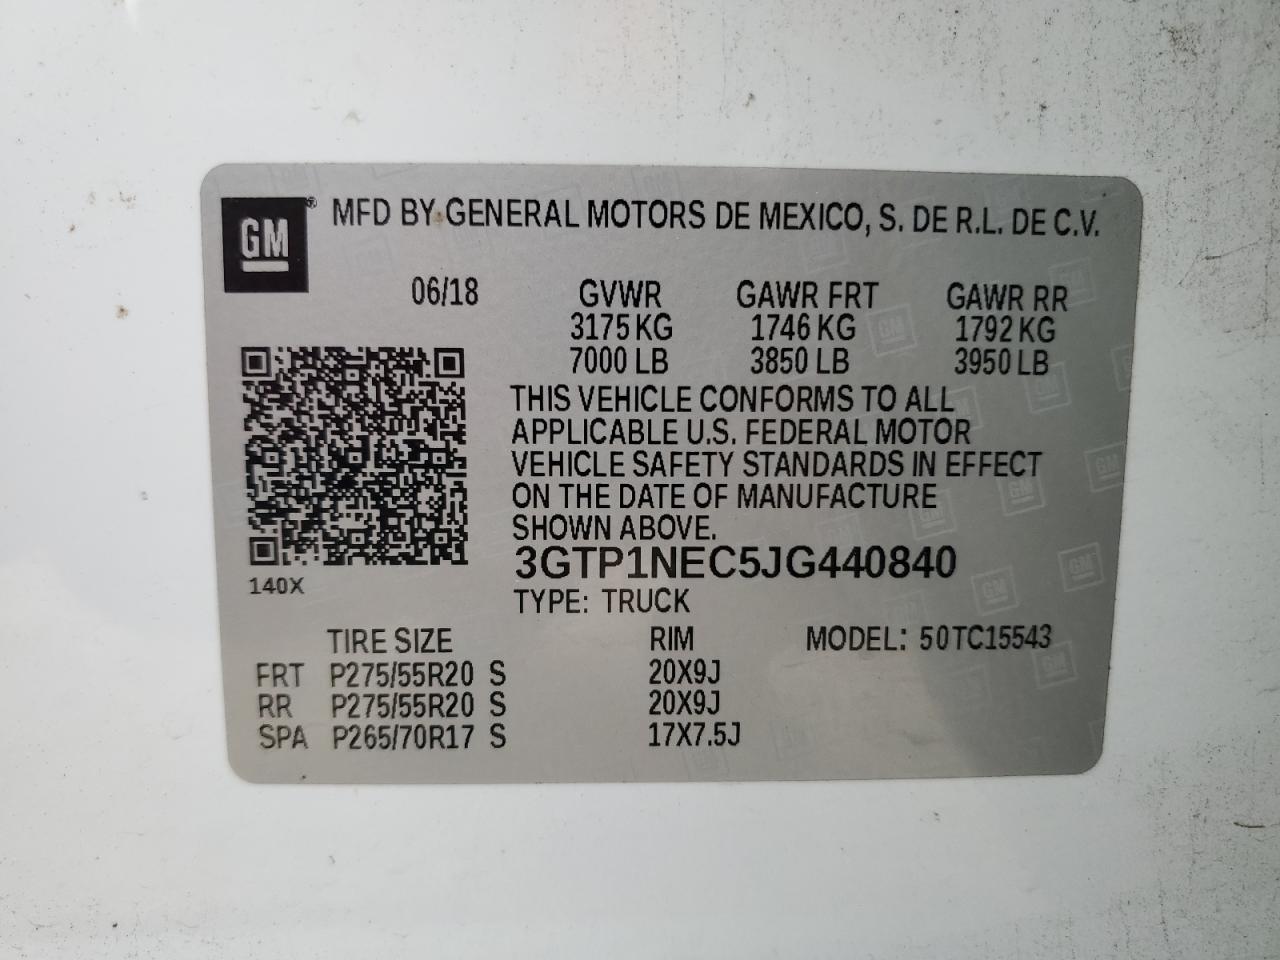 GM ® MFD BY GENERAL MOTORS DE MEXICO, S. DE R.L. DE C.V.
06/18 GVWR GAWR FRT GAWR RR
3175 KG 1746 KG 1792 KG
7000 LB 3850 LB 3950 LB
THIS VEHICLE CONFORMS TO ALL
APPLICABLE U.S. FEDERAL MOTOR
VEHICLE SAFETY STANDARDS IN EFFECT
ON THE DATE OF MANUFACTURE
SHOWN ABOVE.
3GTP1NEC5JG440840
140X
TYPE: TRUCK
TIRE SIZE RIM MODEL: 50TC15543
FRT P275/55R20 S 20X9J
RR P275/55R20 S 20X9J
SPA P265/70R17 S 17X7.5J